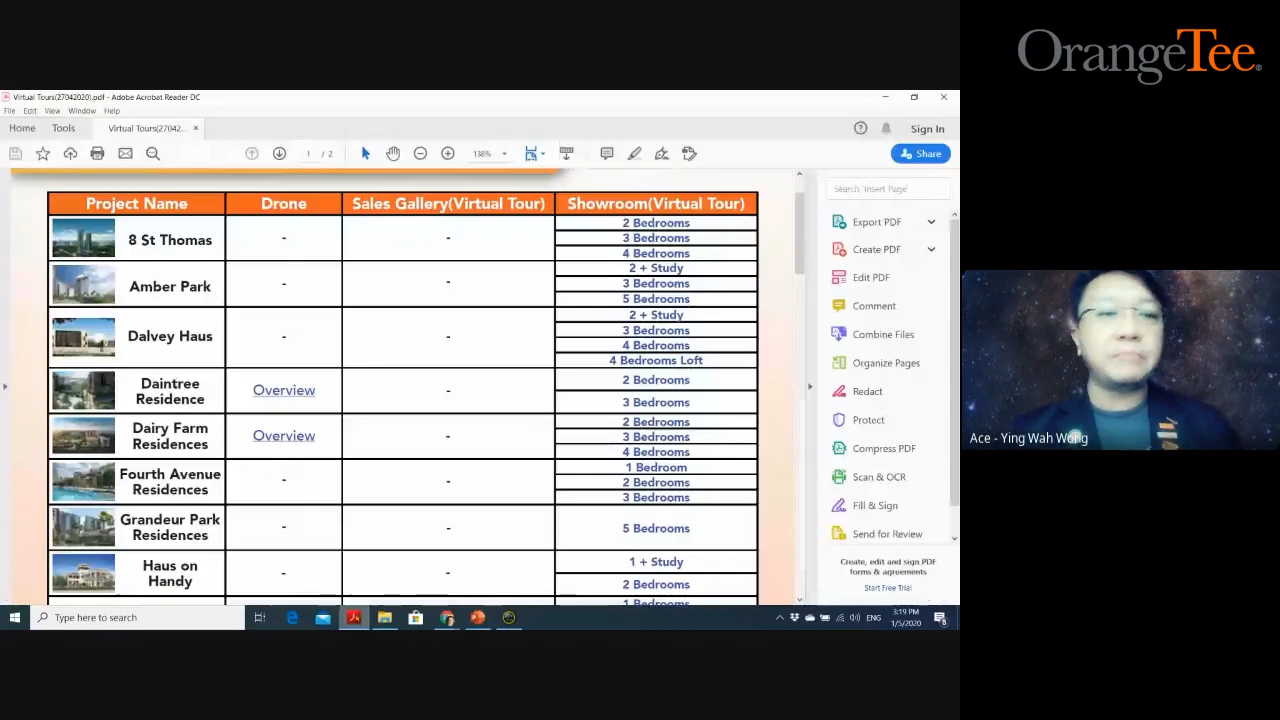 OrangeTee
Virtual Tours(27042020).pdf - Adobe Acrobat Reader DC
File Edit View Window Help
Home Tools Virtual Tours(27042... × Sign In
1 / 2 136% Share
Project Name Drone Sales Gallery(Virtual Tour) Showroom(Virtual Tour)
8 St Thomas - - 2 Bedrooms
3 Bedrooms
4 Bedrooms
Amber Park - - 2 + Study
3 Bedrooms
5 Bedrooms
Dalvey Haus - - 2 + Study
3 Bedrooms
4 Bedrooms
4 Bedrooms Loft
Daintree
Residence
Overview - 2 Bedrooms
3 Bedrooms
Dairy Farm
Residences
Overview - 2 Bedrooms
3 Bedrooms
4 Bedrooms
Fourth Avenue
Residences
- - 1 Bedroom
2 Bedrooms
3 Bedrooms
Grandeur Park
Residences
- - 5 Bedrooms
Haus on
Handy
- - 1 + Study
2 Bedrooms
1 Bedrooms
Search 'Insert Page'
Export PDF
Create PDF
Edit PDF
Comment
Combine Files
Organize Pages
Redact
Protect
Compress PDF
Scan & OCR
Fill & Sign
Send for Review
Create, edit and sign PDF
forms & agreements
Start Free Trial
Type here to search
ENG
3:19 PM
1/5/2020
Ace - Ying Wah Wong